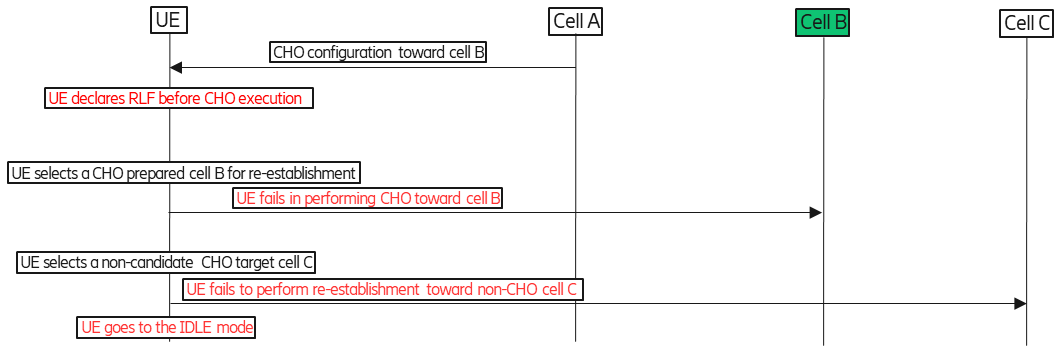 UE
Cell A
Cell B
Cell C
CHO configuration toward cell B
UE declares RLF before CHO execution
UE selects a CHO prepared cell B for re-establishment
UE fails in performing CHO toward cell B
UE selects a non-candidate CHO target cell C
UE fails to perform re-establishment toward non-CHO cell C
UE goes to the IDLE mode